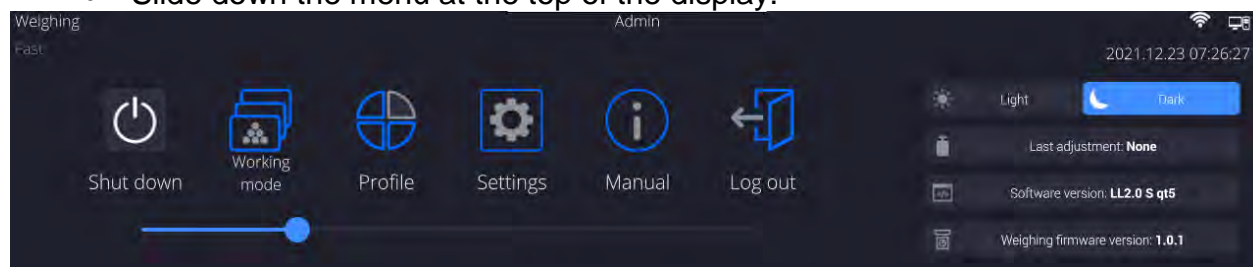 Slide down the menu at the top of the display.
Weighing
Admin
Fast
2021.12.23 07:26:27
Shut down
Working
mode
Profile
Settings
Manual
Log out
Light
Dark
Last adjustment: None
Software version: LL2.0 S qt5
Weighing firmware version: 1.0.1